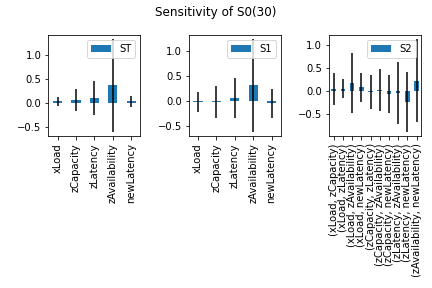 Sensitivity of S0(30)
ST
1.0
0.5
0.0
−0.5
xLoad
zCapacity
zLatency
zAvailability
newLatency
S1
1.0
0.5
0.0
−0.5
xLoad
zCapacity
zLatency
zAvailability
newLatency
S2
1.0
0.5
0.0
−0.5
(xLoad, zCapacity)
(xLoad, zLatency)
(xLoad, zAvailability)
(xLoad, newLatency)
(zCapacity, zLatency)
(zCapacity, zAvailability)
(zCapacity, newLatency)
(zLatency, zAvailability)
(zLatency, newLatency)
(zAvailability, newLatency)